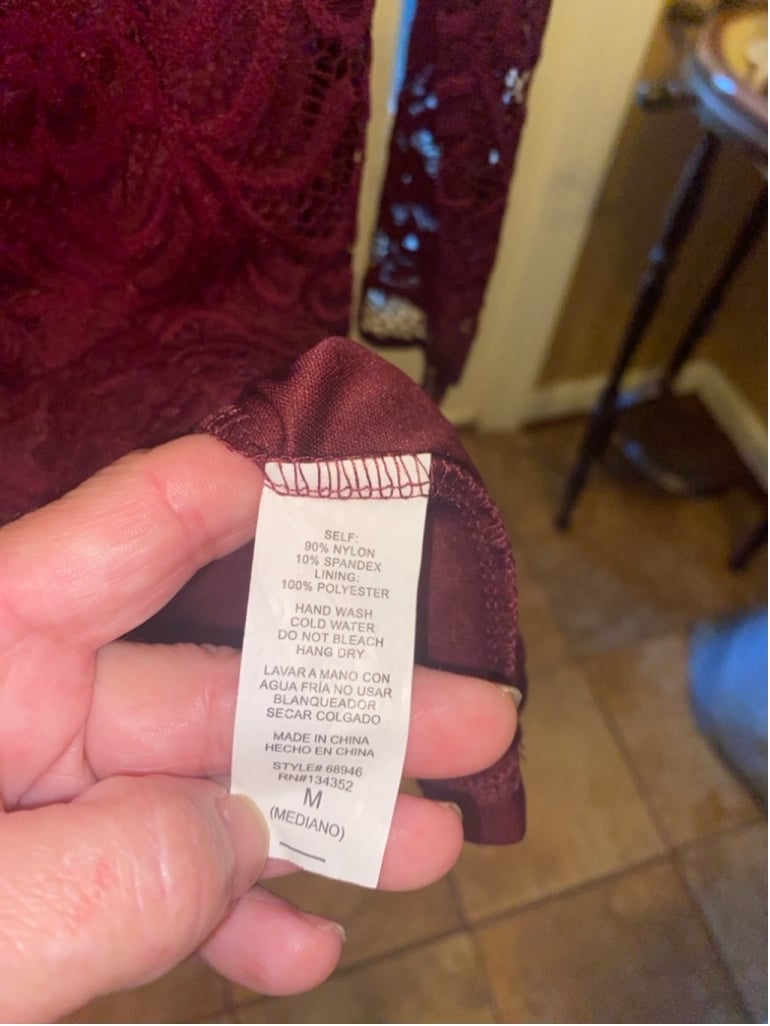 SELF:
90% NYLON
10% SPANDEX
LINING:
100% POLYESTER
HAND WASH
COLD WATER
DO NOT BLEACH
HANG DRY
LAVAR A MANO CON
AGUA FRÍA NO USAR
BLANQUEADOR
SECAR COLGADO
MADE IN CHINA
HECHO EN CHINA
STYLE# 68946
RN#134352
M
(MEDIANO)